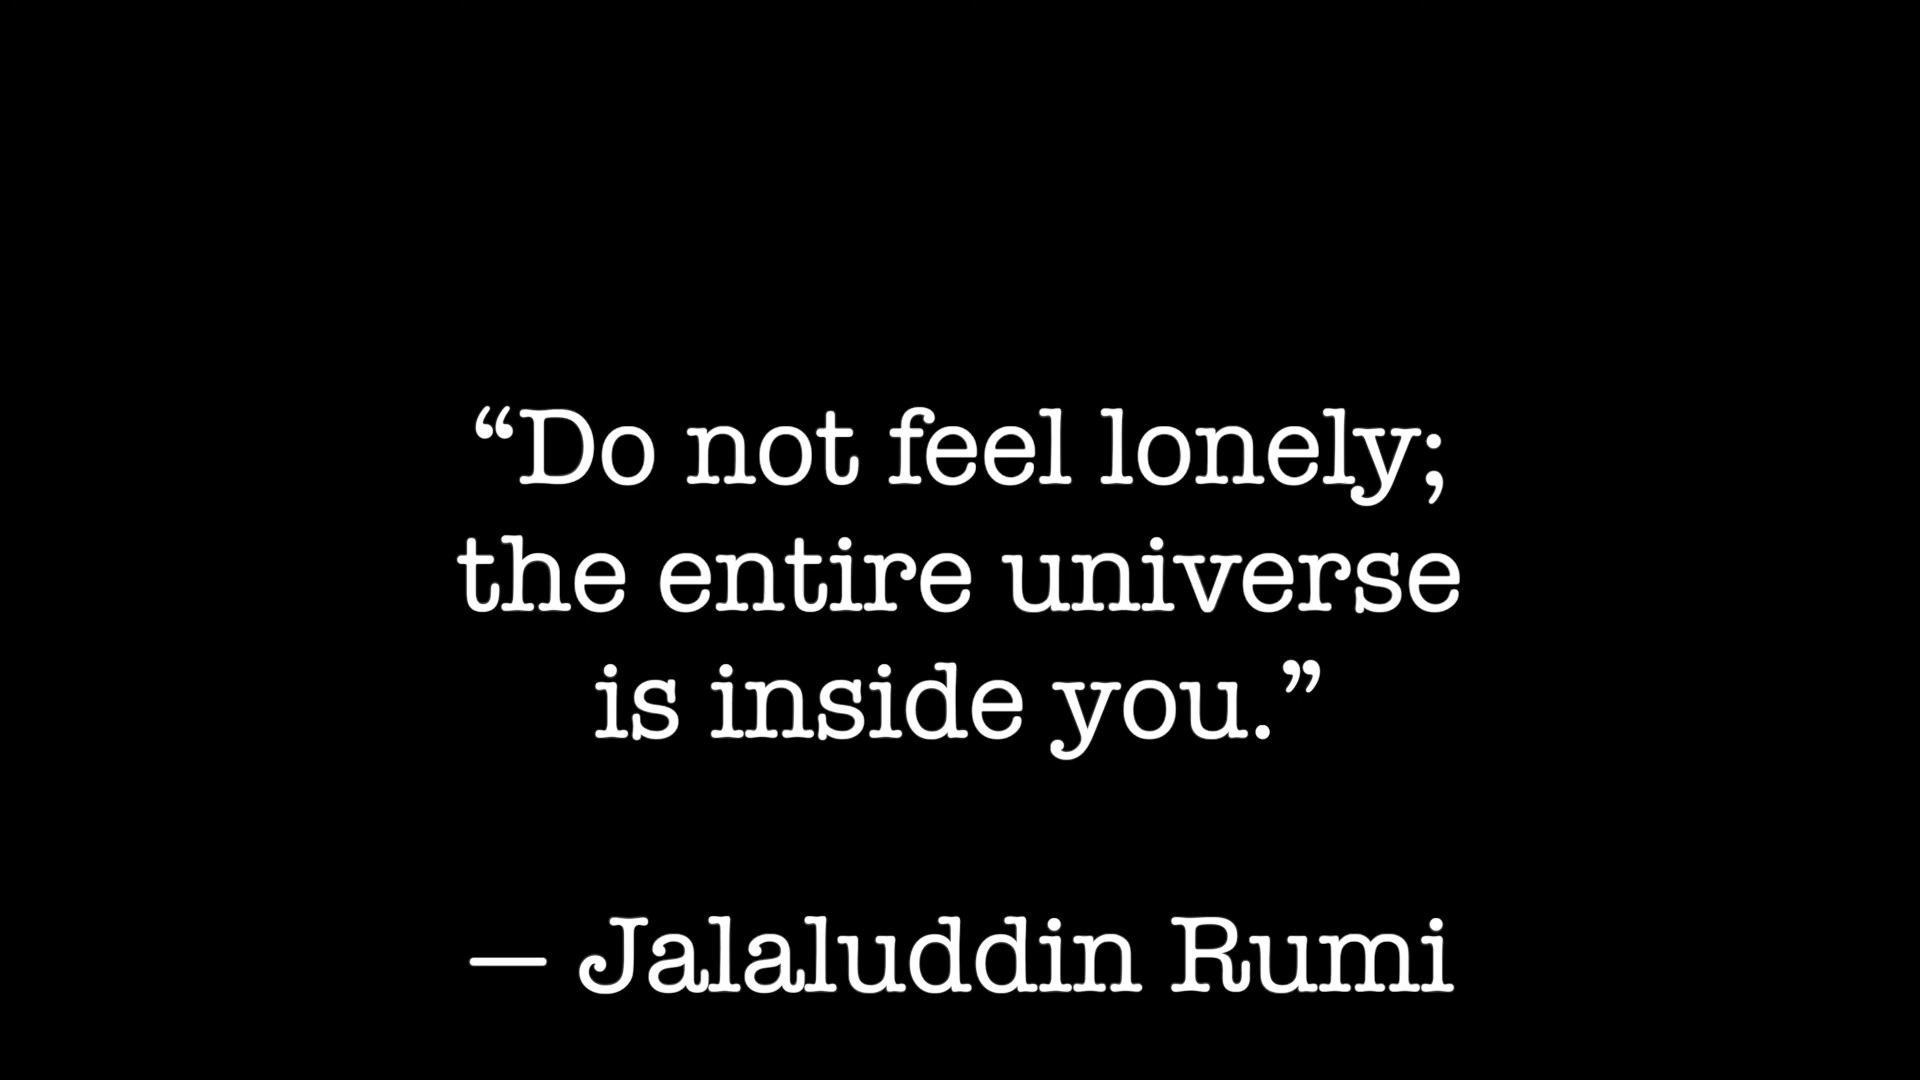 “Do not feel lonely;
the entire universe
is inside you.”
— Jalaluddin Rumi